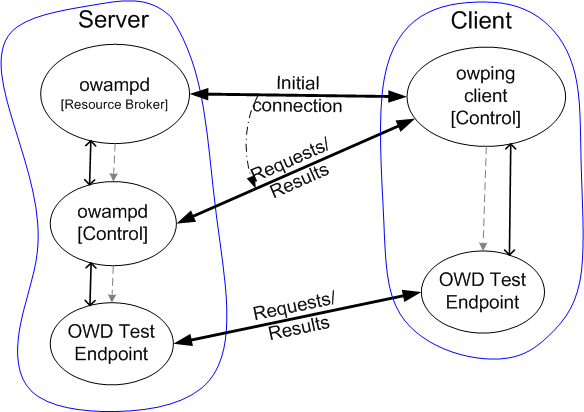 Server
Client
owampd
[Resource Broker]
Initial
connection
owping
client
[Control]
Requests/
Results
owampd
[Control]
OWD Test
Endpoint
Requests/
Results
OWD Test
Endpoint